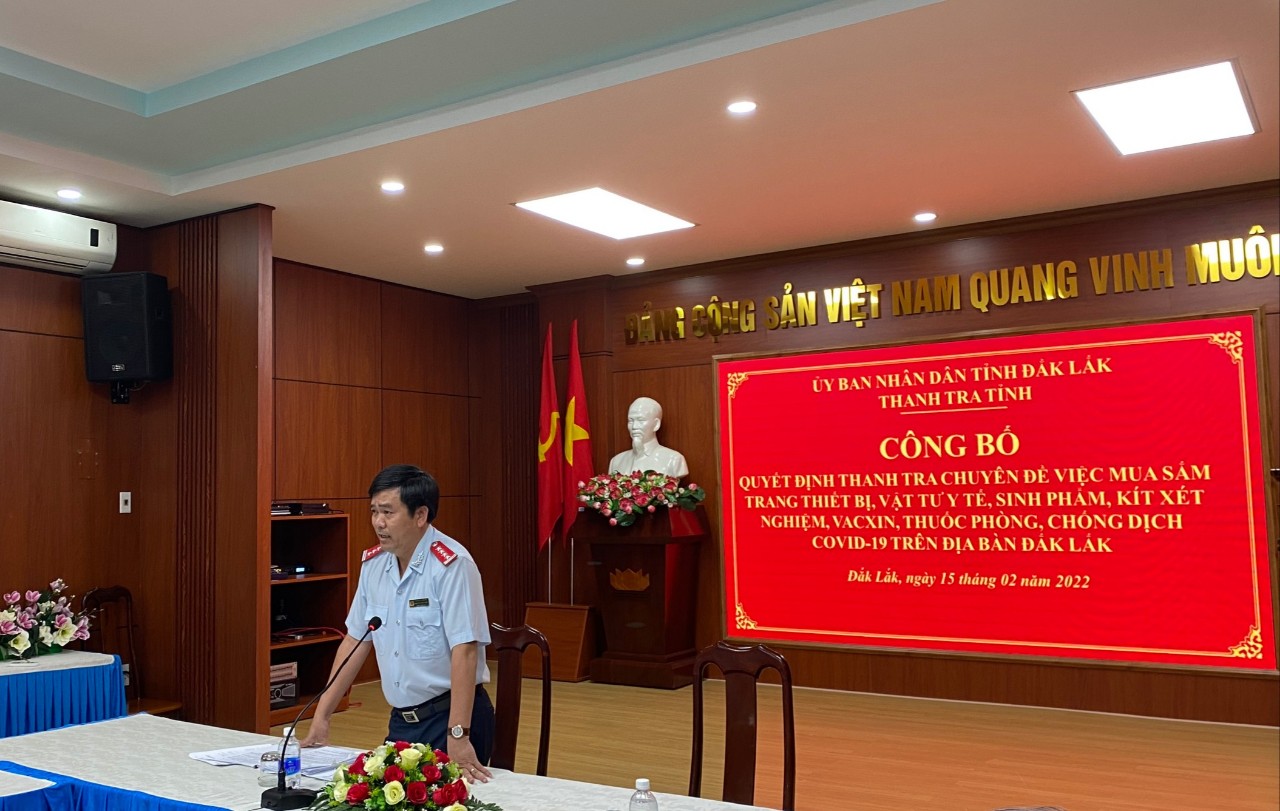 ĐẢNG CỘNG SẢN VIỆT NAM QUANG VINH MUÔN
ỦY BAN NHÂN DÂN TỈNH ĐẮK LẮK
THANH TRA TỈNH
CÔNG BỐ
QUYẾT ĐỊNH THANH TRA CHUYÊN ĐỀ VIỆC MUA SẮM
TRANG THIẾT BỊ, VẬT TƯ Y TẾ, SINH PHẨM, KÍT XÉT
NGHIỆM, VACXIN, THUỐC PHÒNG, CHỐNG DỊCH
COVID-19 TRÊN ĐỊA BÀN ĐẮK LẮK
Đắk Lắk, ngày 15 tháng 02 năm 2022